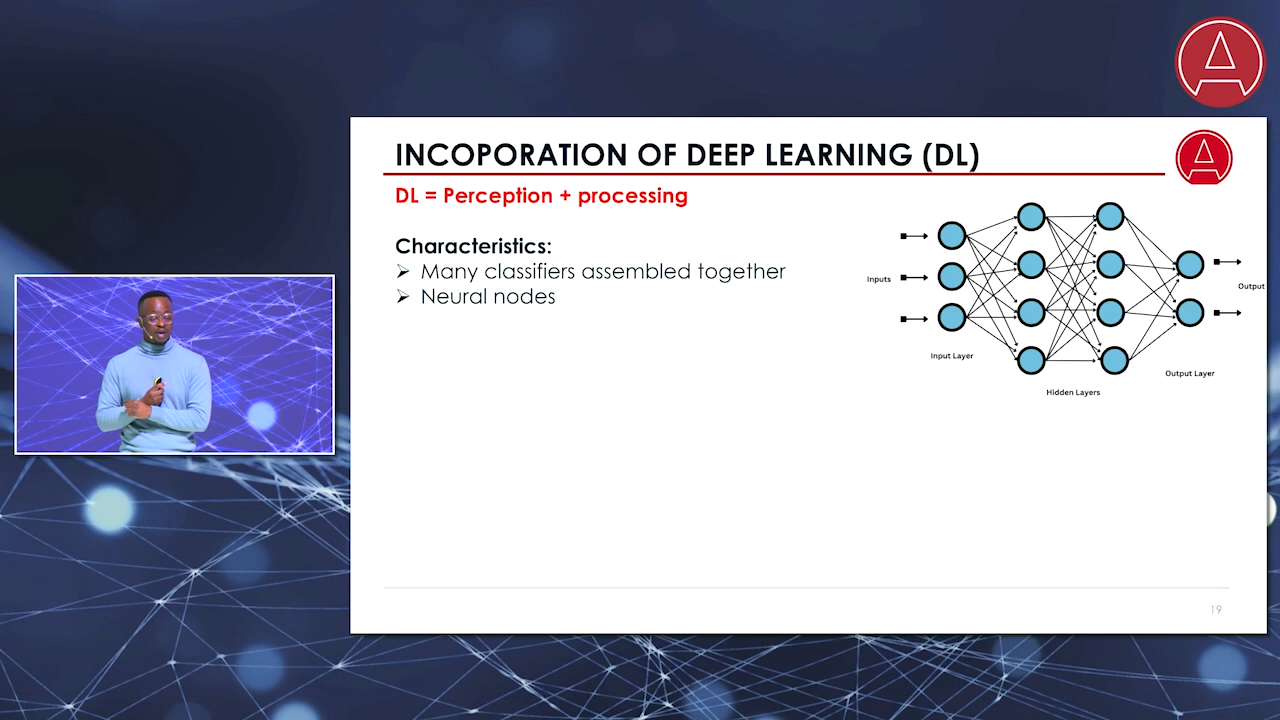 INCOPORATION OF DEEP LEARNING (DL)
DL = Perception + processing
Characteristics:
➢ Many classifiers assembled together
➢ Neural nodes
Inputs
Output
Input Layer
Output Layer
Hidden Layers
19